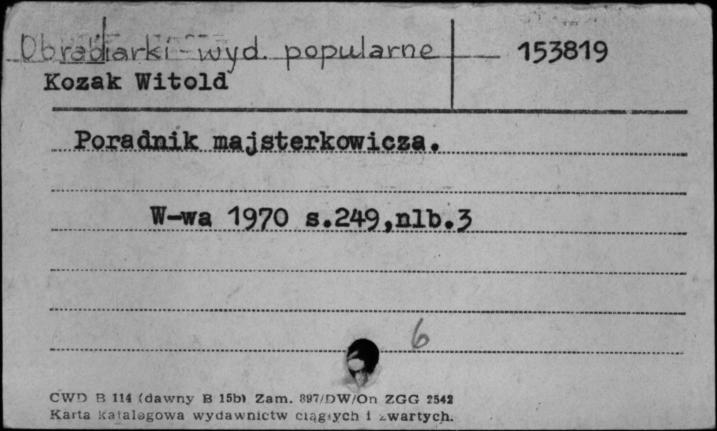 Obrabiarki - wyd. popularne 153819
Kozak Witold
Poradnik majsterkowicza.
W-wa 1970 s.249,nlb.3
6
CWD B 114 (dawny B 15b) Zam. 897/DW/On ZGG 2542
Karta katalogowa wydawnictw ciągłych i zwartych.